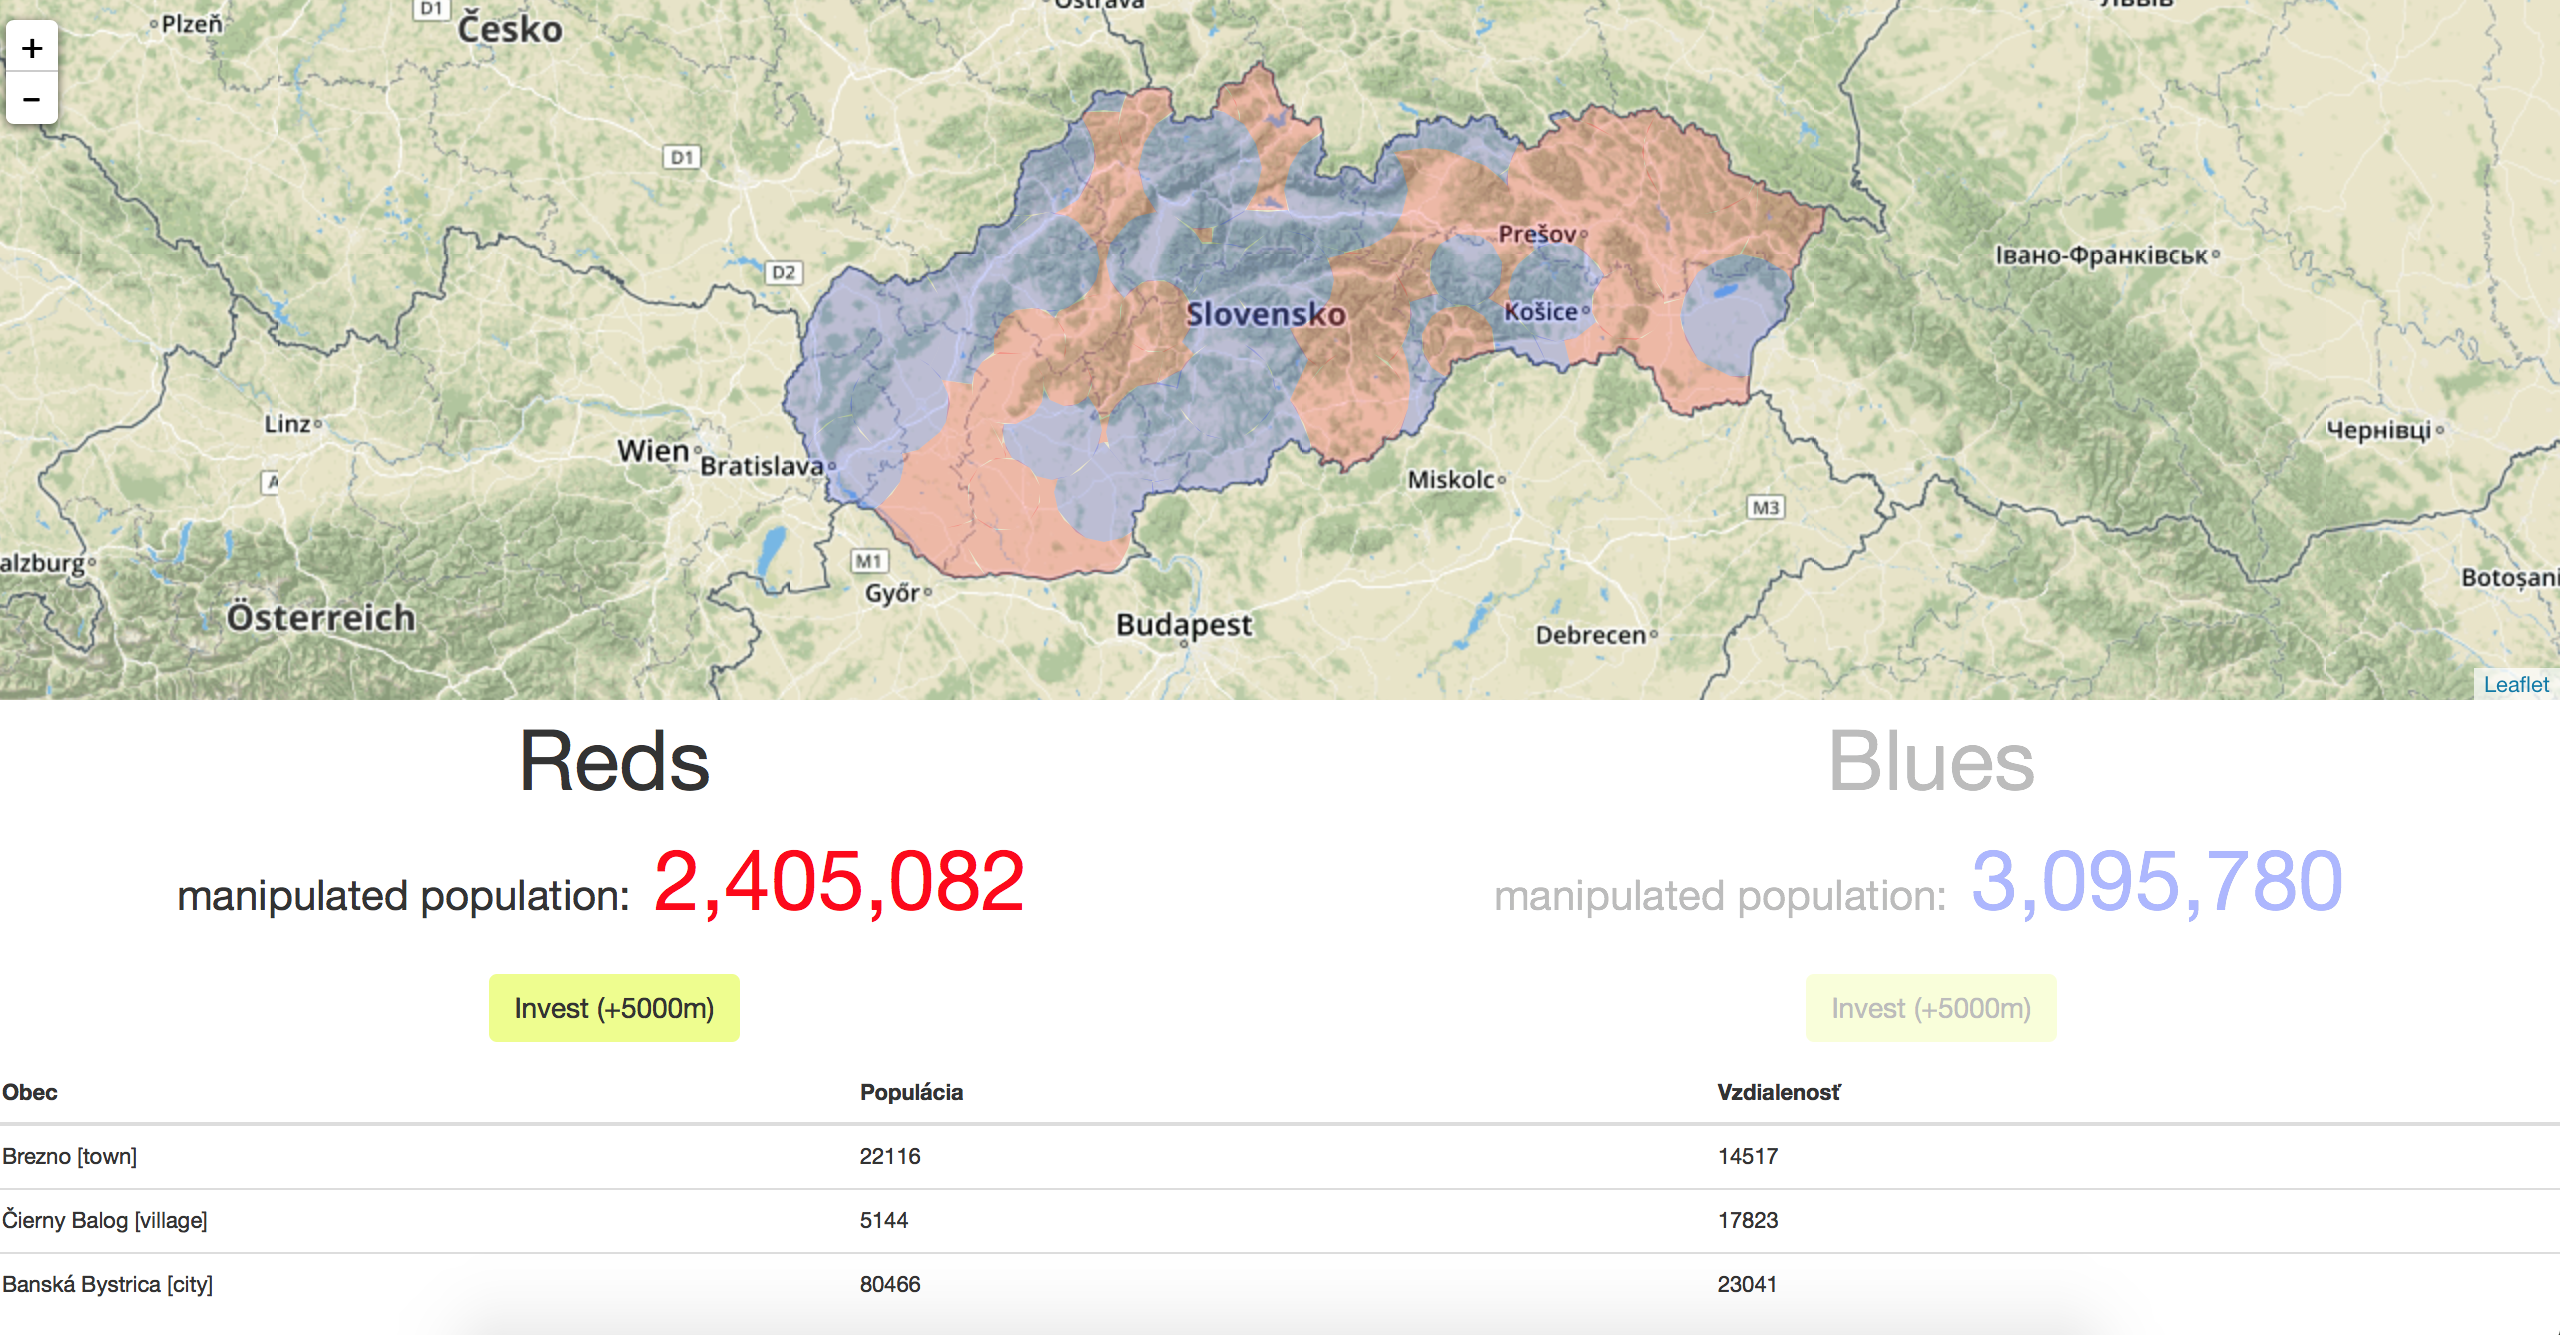 Ostrava
Львів
D1
Plzeň
Česko
+
−
D1
Prešov
Івано-Франківськ
D2
Slovensko
Košice
Linz
Чернівці
Wien
Bratislava
Miskolc
A
M3
M1
alzburg
Győr
Botoșani
Österreich
Budapest
Debrecen
Leaflet
Reds
Blues
manipulated population: 2,405,082
manipulated population: 3,095,780
Invest (+5000m)
Invest (+5000m)
Obec Populácia Vzdialenosť
Brezno [town] 22116 14517
Čierny Balog [village] 5144 17823
Banská Bystrica [city] 80466 23041